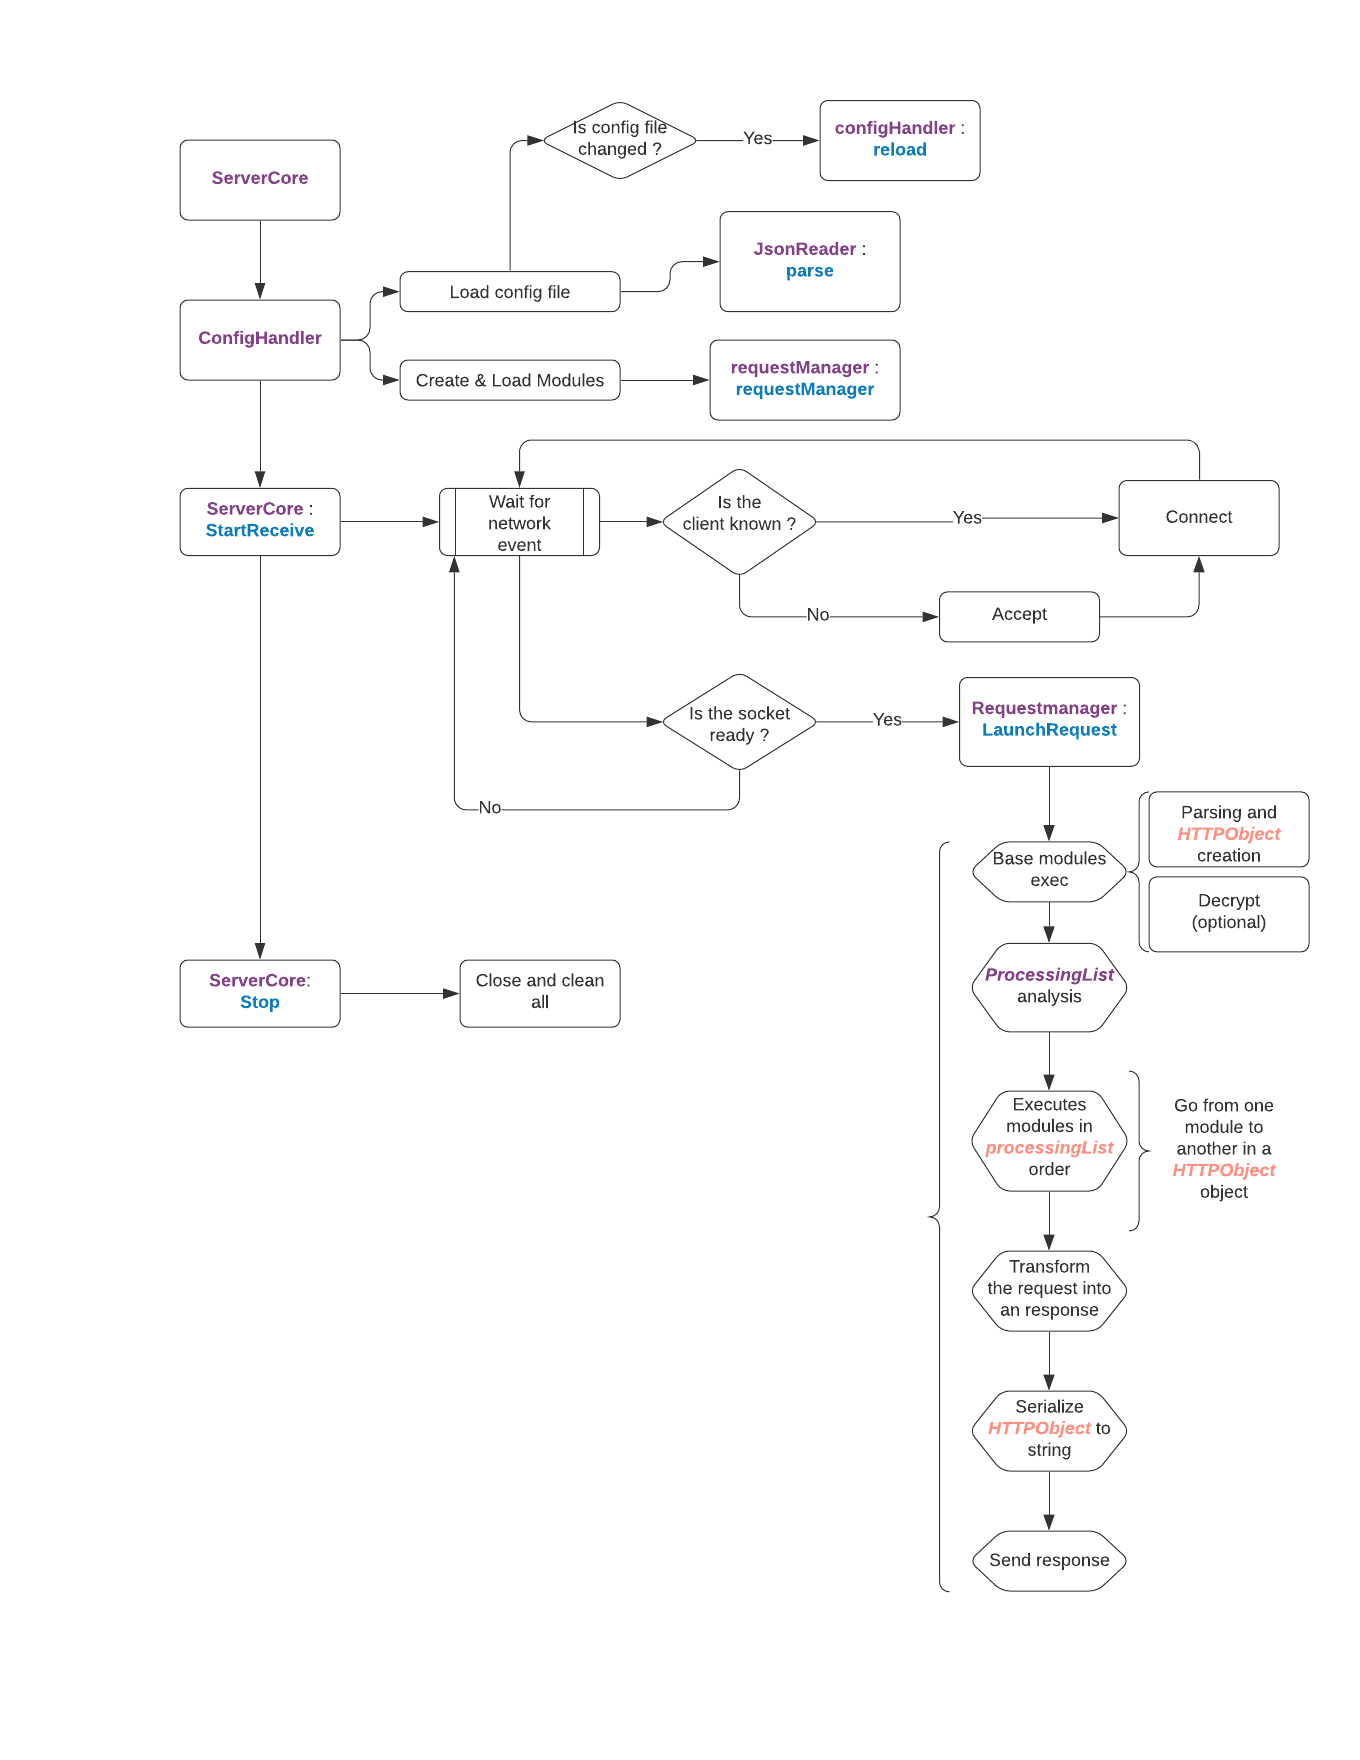 Is config file
changed ?
Yes
configHandler :
reload
ServerCore
JsonReader :
parse
Load config file
ConfigHandler
Create & Load Modules
requestManager :
requestManager
ServerCore :
StartReceive
Wait for
network
event
Is the
client known ?
Yes
Connect
No
Accept
Is the socket
ready ?
Yes
Requestmanager :
LaunchRequest
No
Parsing and
HTTPObject
creation
Base modules
exec
Decrypt
(optional)
ServerCore:
Stop
Close and clean
all
ProcessingList
analysis
Executes
modules in
processingList
order
Go from one
module to
another in a
HTTPObject
object
Transform
the request into
an response
Serialize
HTTPObject to
string
Send response